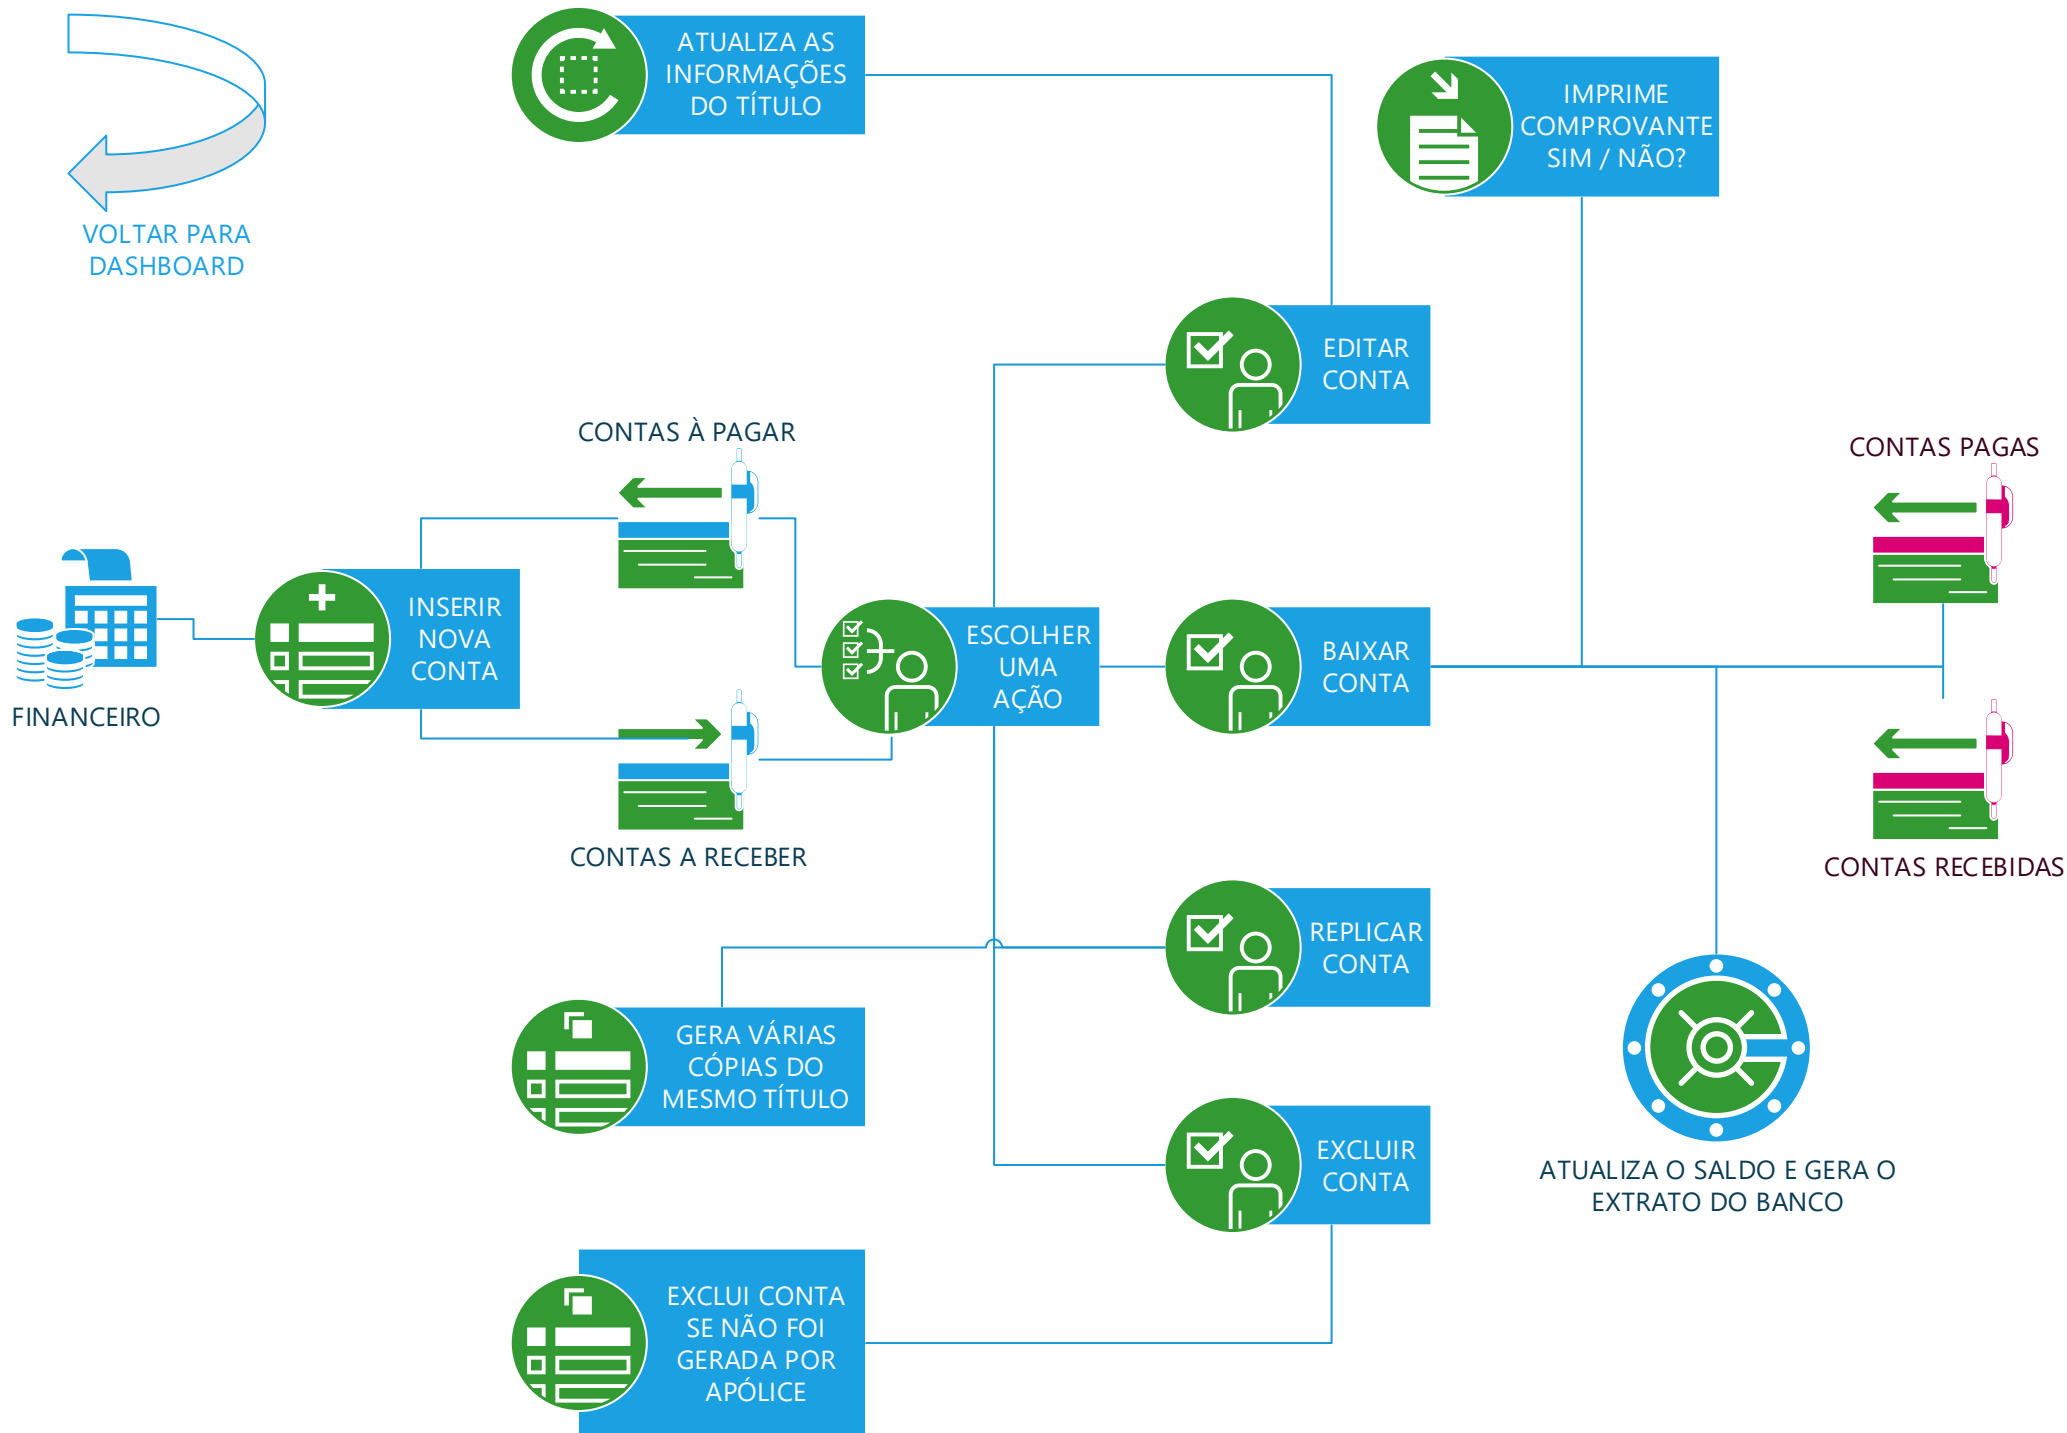 ATUALIZA AS
INFORMAÇÕES
DO TÍTULO
IMPRIME
COMPROVANTE
SIM / NÃO?
VOLTAR PARA
DASHBOARD
EDITAR
CONTA
CONTAS À PAGAR
CONTAS PAGAS
INSERIR
NOVA
CONTA
ESCOLHER
UMA
AÇÃO
BAIXAR
CONTA
FINANCEIRO
CONTAS A RECEBER
CONTAS RECEBIDAS
REPLICAR
CONTA
GERA VÁRIAS
CÓPIAS DO
MESMO TÍTULO
EXCLUIR
CONTA
ATUALIZA O SALDO E GERA O
EXTRATO DO BANCO
EXCLUI CONTA
SE NÃO FOI
GERADA POR
APÓLICE